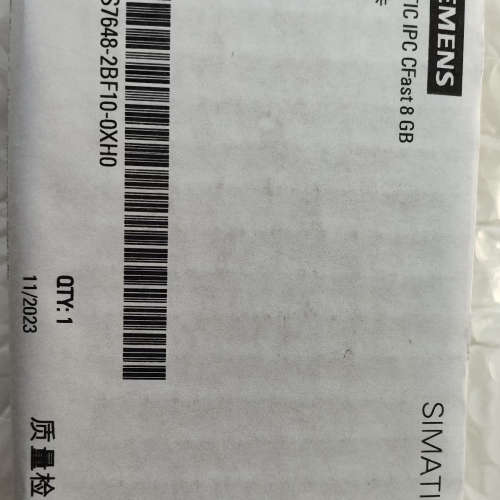 EMENS
TIC IPC CFast 8 GB
S7648-2BF10-0XH0
QTY: 1
11/2023
SIMATI
质量检